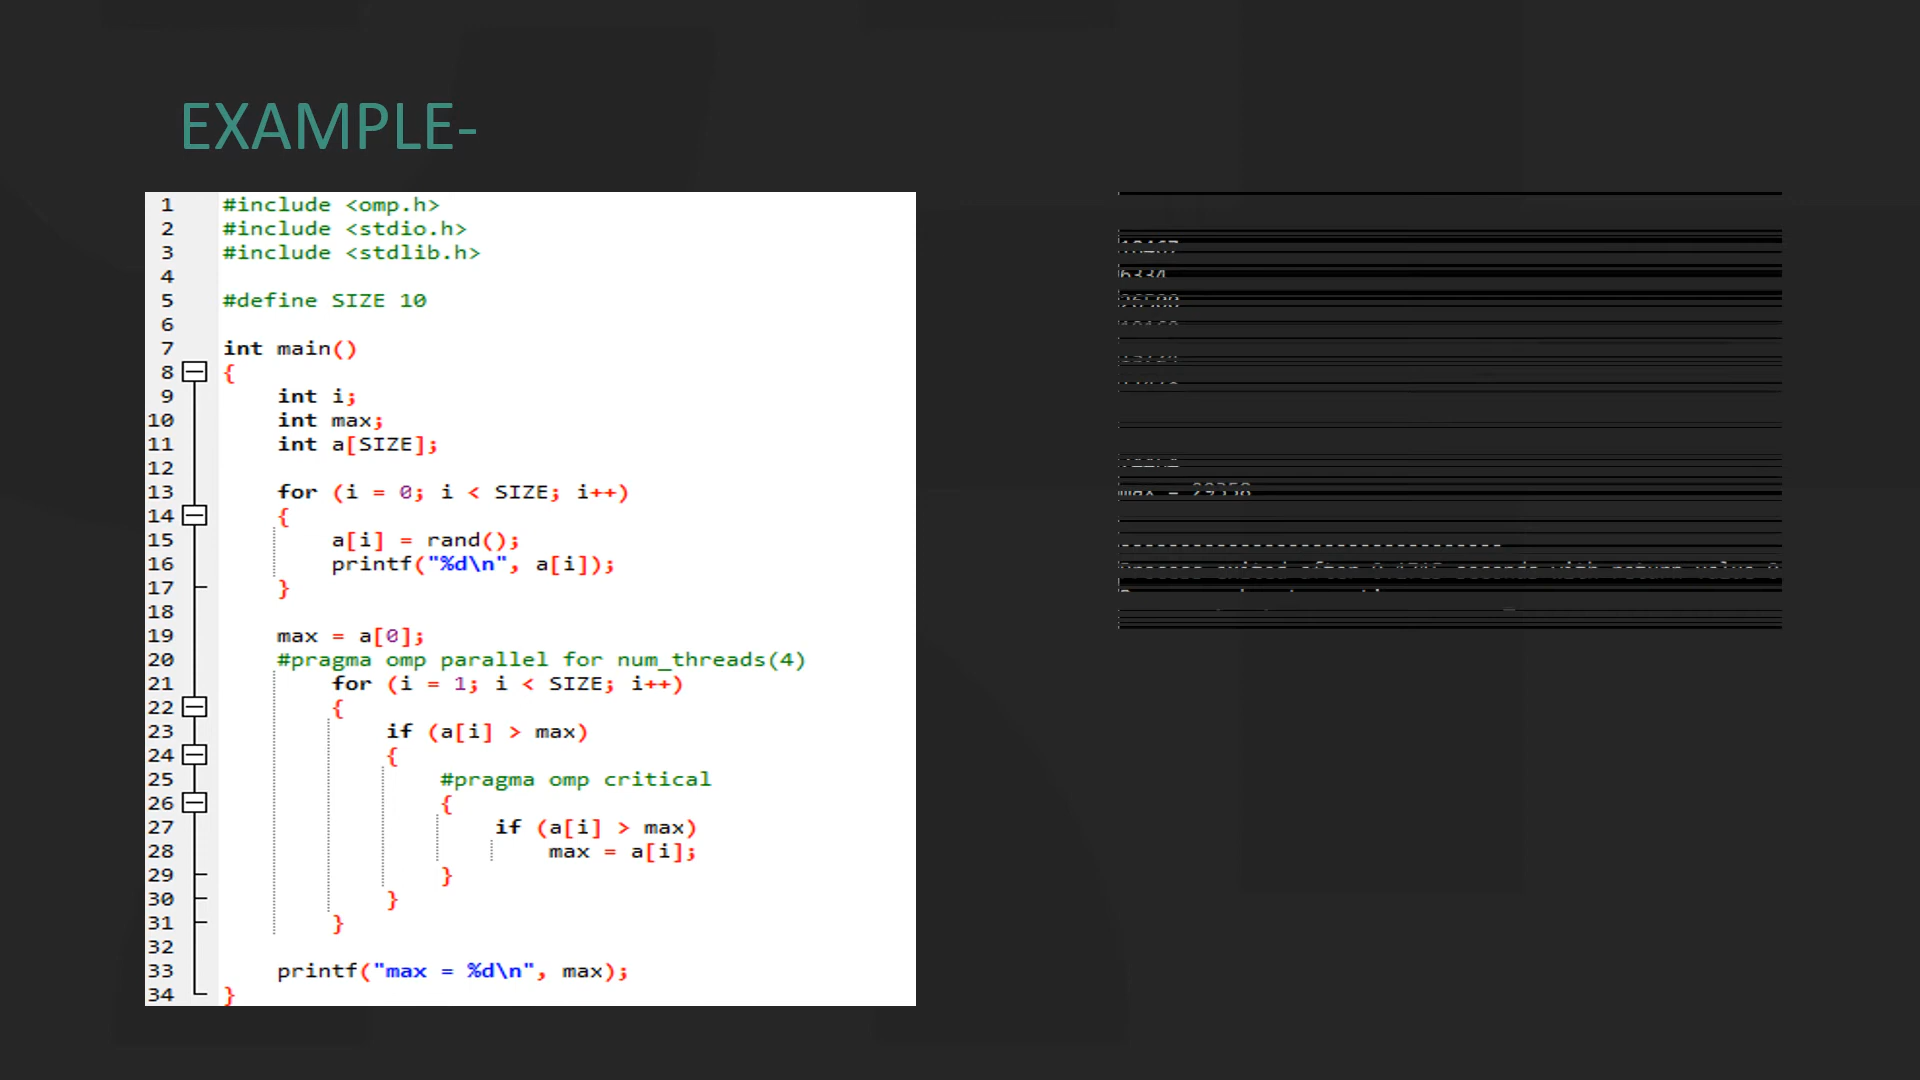 EXAMPLE-
1 #include <omp.h>
2 #include <stdio.h>
3 #include <stdlib.h>
4
5 #define SIZE 10
6
7 int main()
8 {
9 int i;
10 int max;
11 int a[SIZE];
12
13 for (i = 0; i < SIZE; i++)
14 {
15 a[i] = rand();
16 printf("%d\n", a[i]);
17 }
18
19 max = a[0];
20 #pragma omp parallel for num_threads(4)
21 for (i = 1; i < SIZE; i++)
22 {
23 if (a[i] > max)
24 {
25 #pragma omp critical
26 {
27 if (a[i] > max)
28 max = a[i];
29 }
30 }
31 }
32
33 printf("max = %d\n", max);
34 }
6334
max = 29358